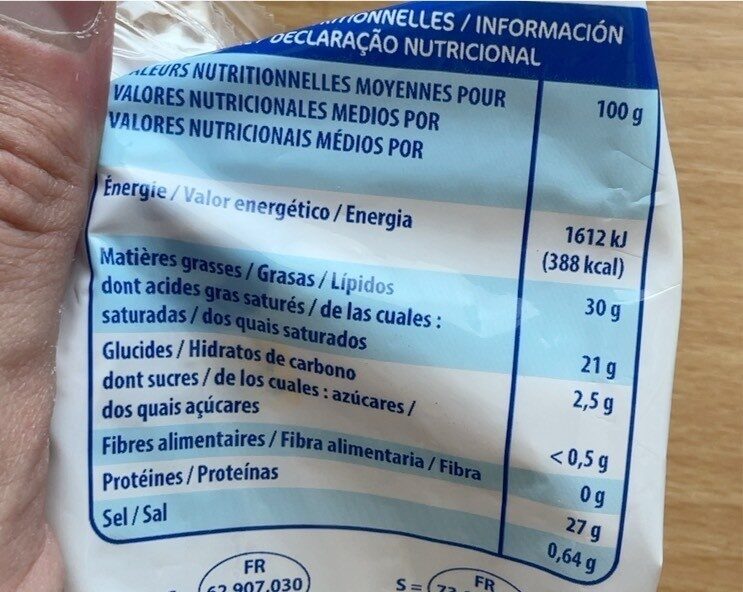 / INFORMACIÓN
DECLARAÇÃO NUTRICIONAL
NUTRITIONNELLES MOYENNES POUR
VALORES NUTRICIONALES MEDIOS POR
VALORES NUTRICIONAIS MÉDIOS POR
100 g
Énergie / Valor energético / Energia
1612 kJ
(388 kcal)
Matières grasses / Grasas / Lípidos
30 g
dont acides gras saturés / de las cuales :
saturadas / dos quais saturados
21 g
Glucides / Hidratos de carbono
2,5 g
dont sucres / de los cuales : azúcares /
dos quais açúcares
< 0,5 g
Fibres alimentaires / Fibra alimentaria / Fibra
0 g
Protéines / Proteínas
27 g
Sel / Sal
0,64 g
FR
62.907.030
S =
FR